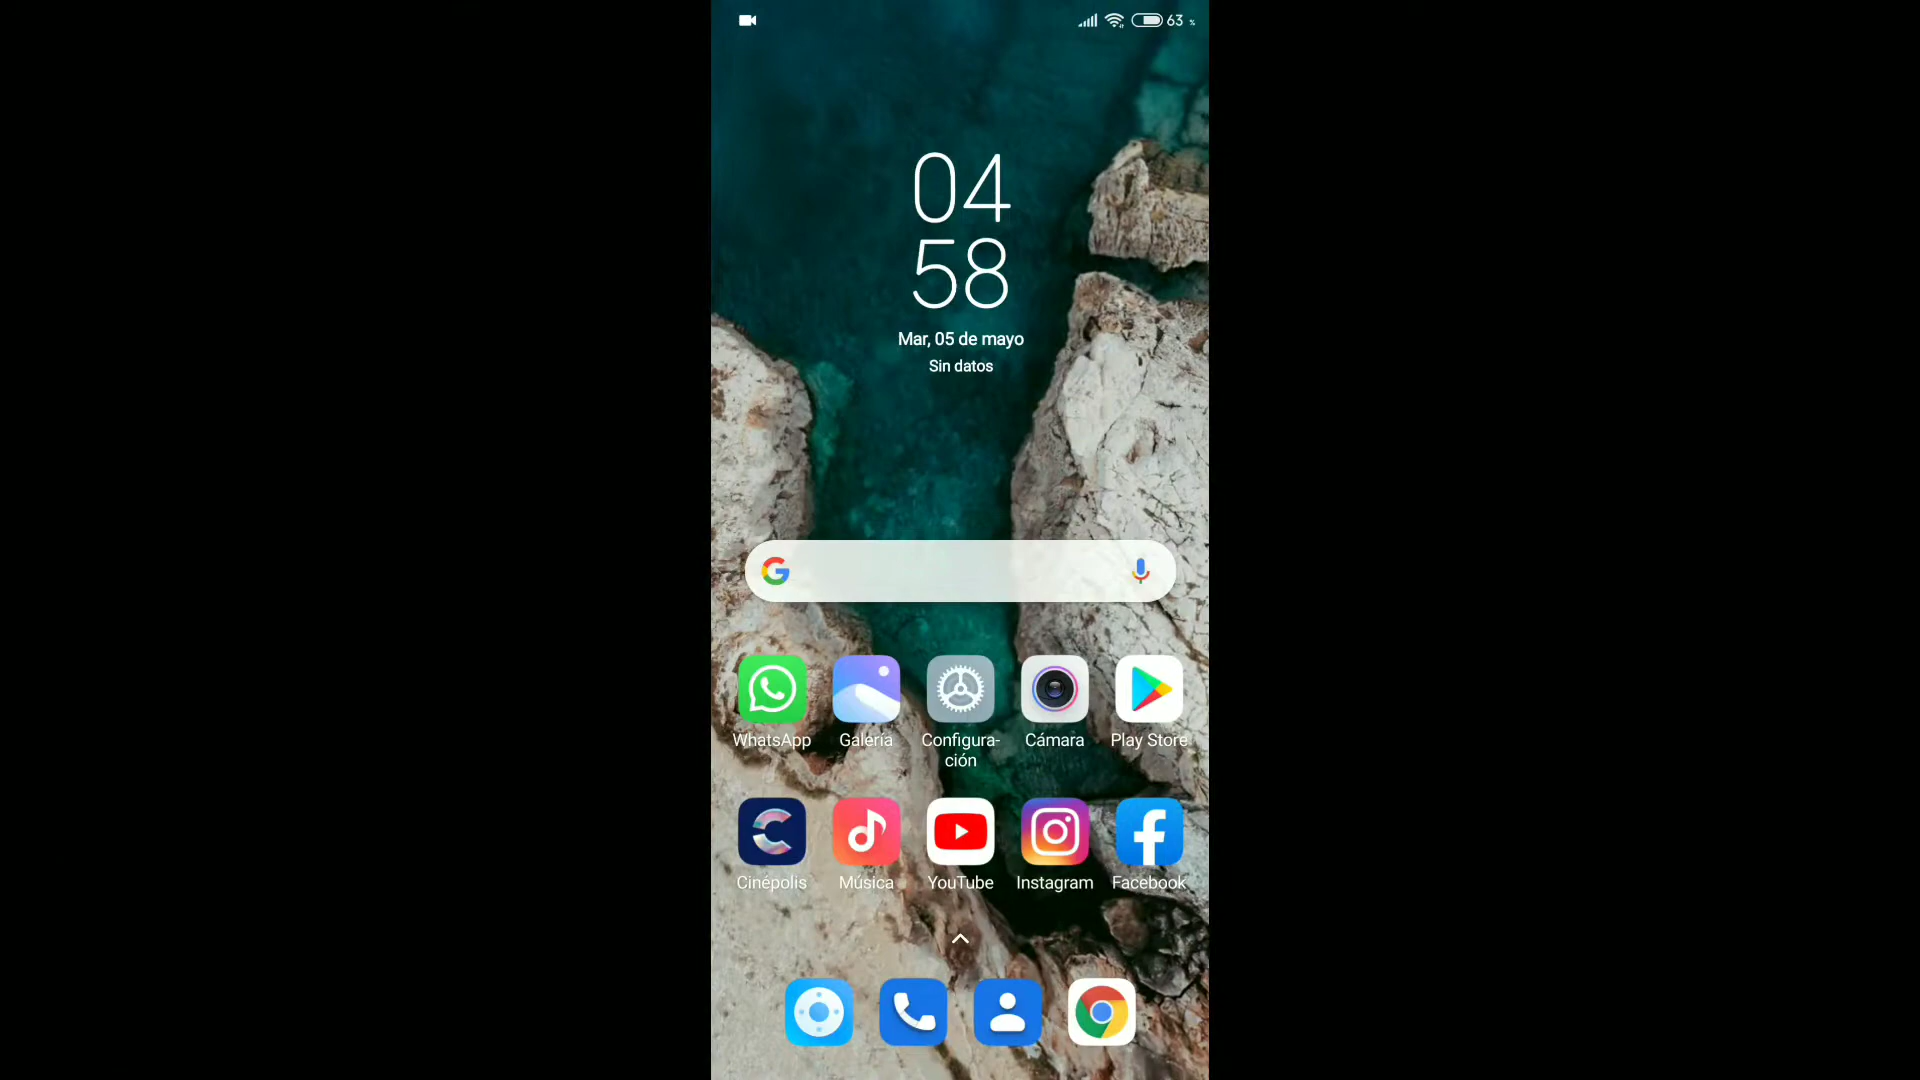 63 %
04
58
Mar, 05 de mayo
Sin datos
WhatsApp
Galería
Configura-
ción
Cámara
Play Store
Cinépolis
Música
YouTube
Instagram
Facebook